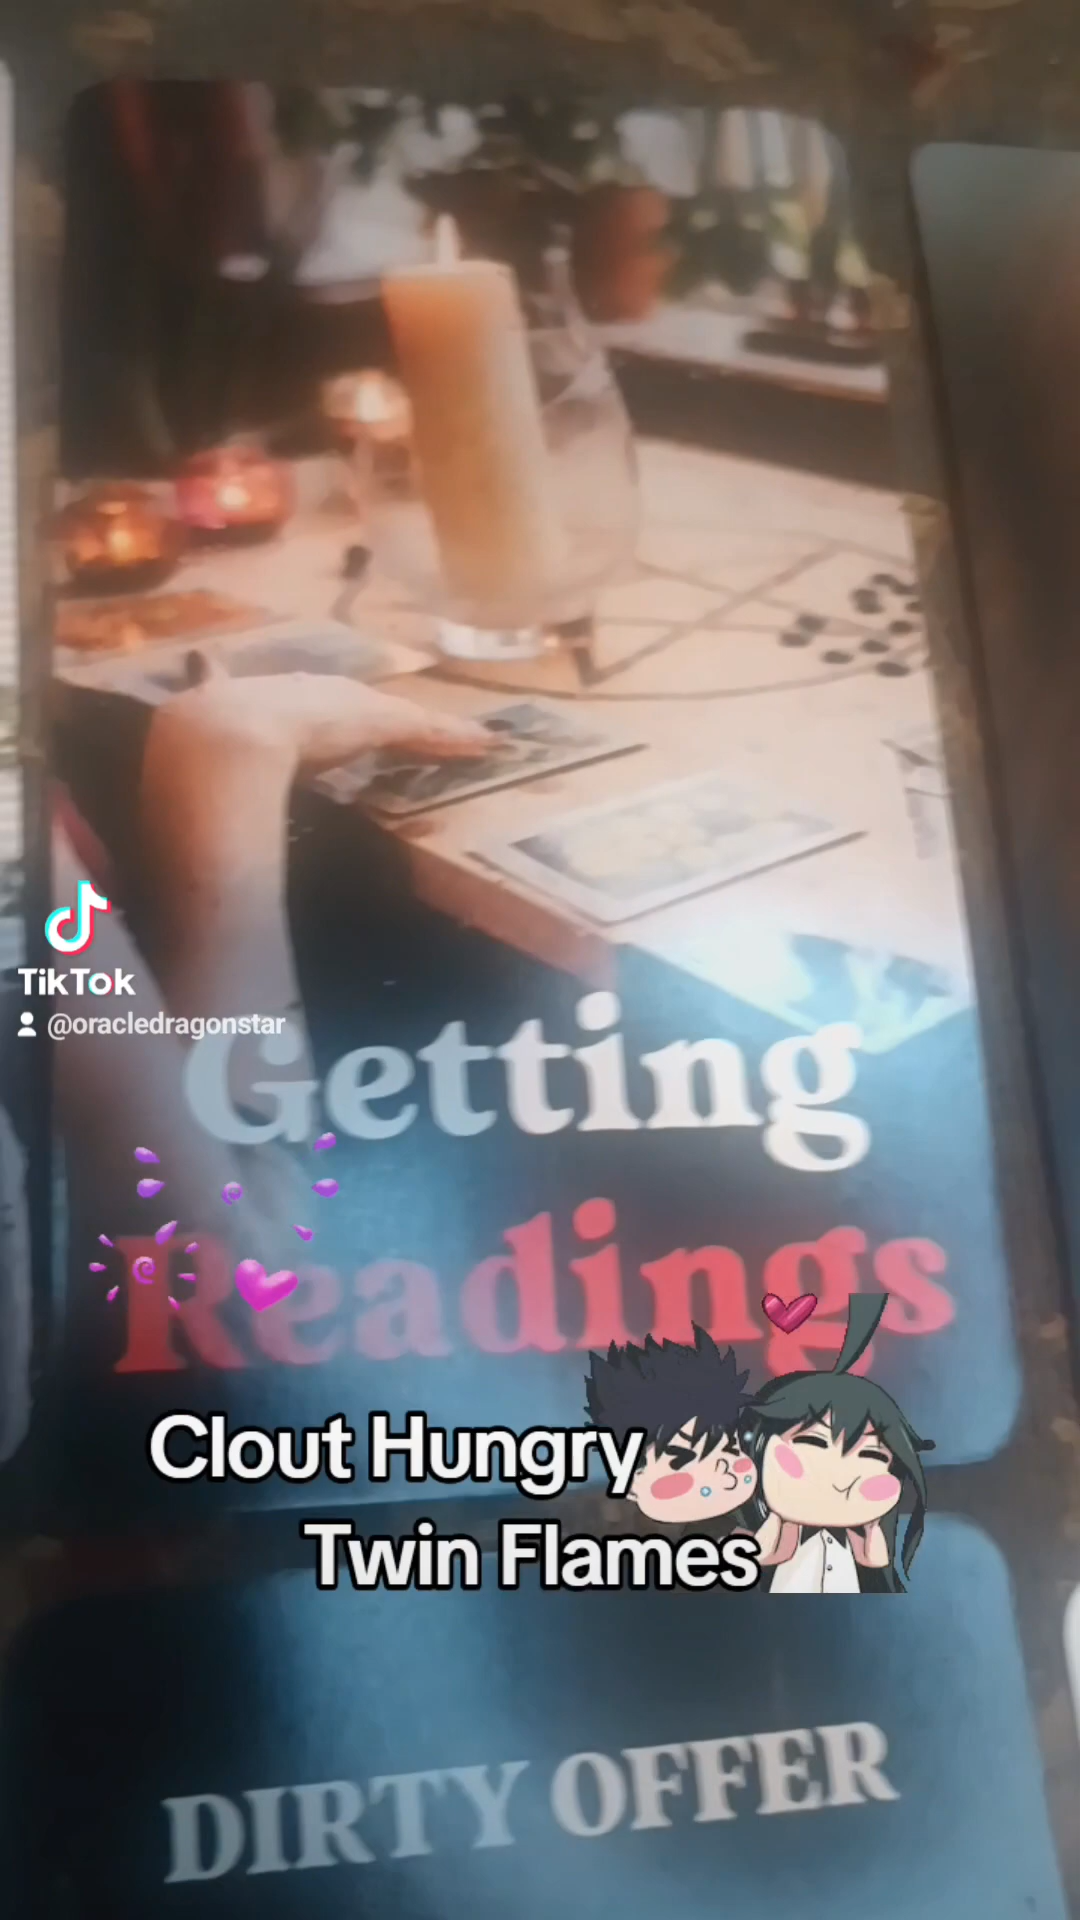 TikTok
@oracledragonstar
Getting
Readings
Clout Hungry
Twin Flames
DIRTY OFFER